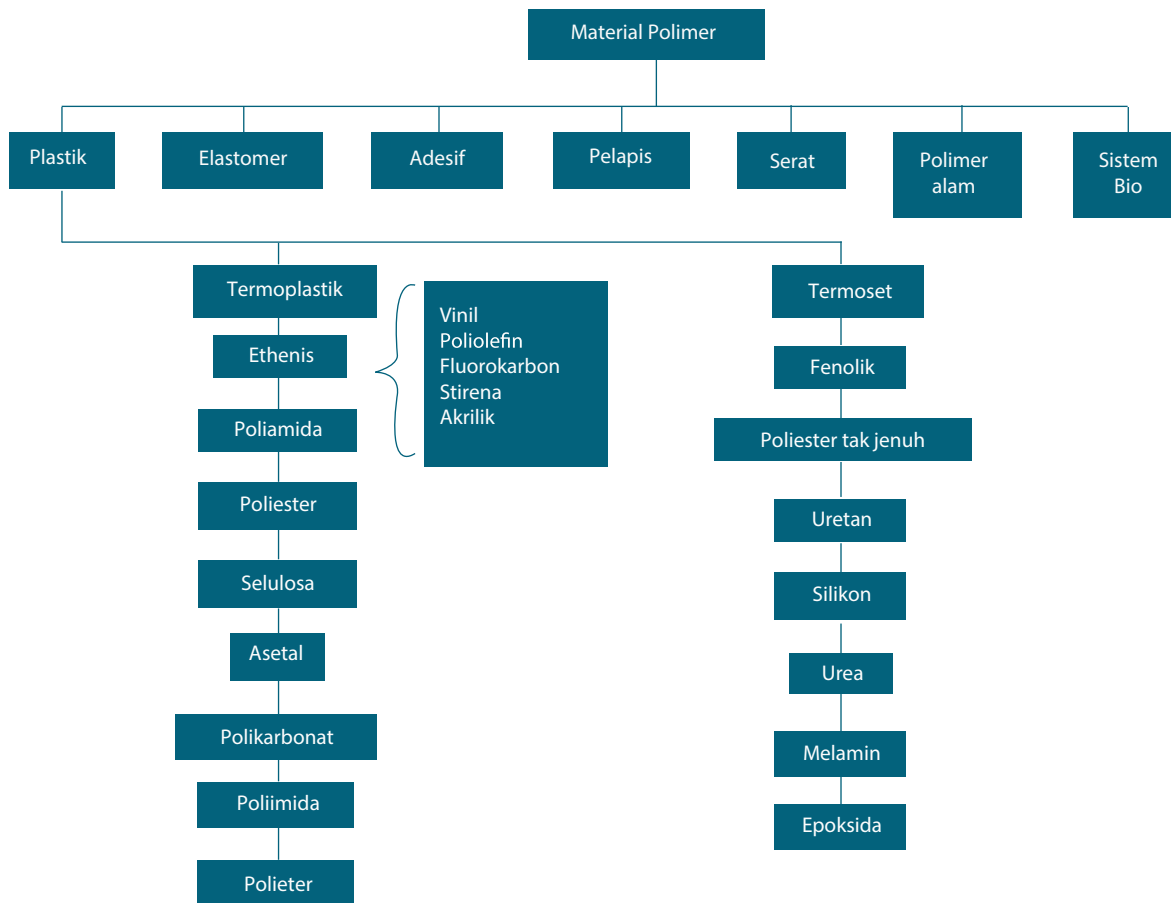 Material Polimer
Plastik
Elastomer
Adesif
Pelapis
Serat
Polimer
alam
Sistem
Bio
Termoplastik
Ethenis
Poliamida
Poliester
Selulosa
Asetal
Polikarbonat
Poliimida
Polieter
Vinil
Poliolefin
Fluorokarbon
Stirena
Akrilik
Termoset
Fenolik
Poliester tak jenuh
Uretan
Silikon
Urea
Melamin
Epoksida